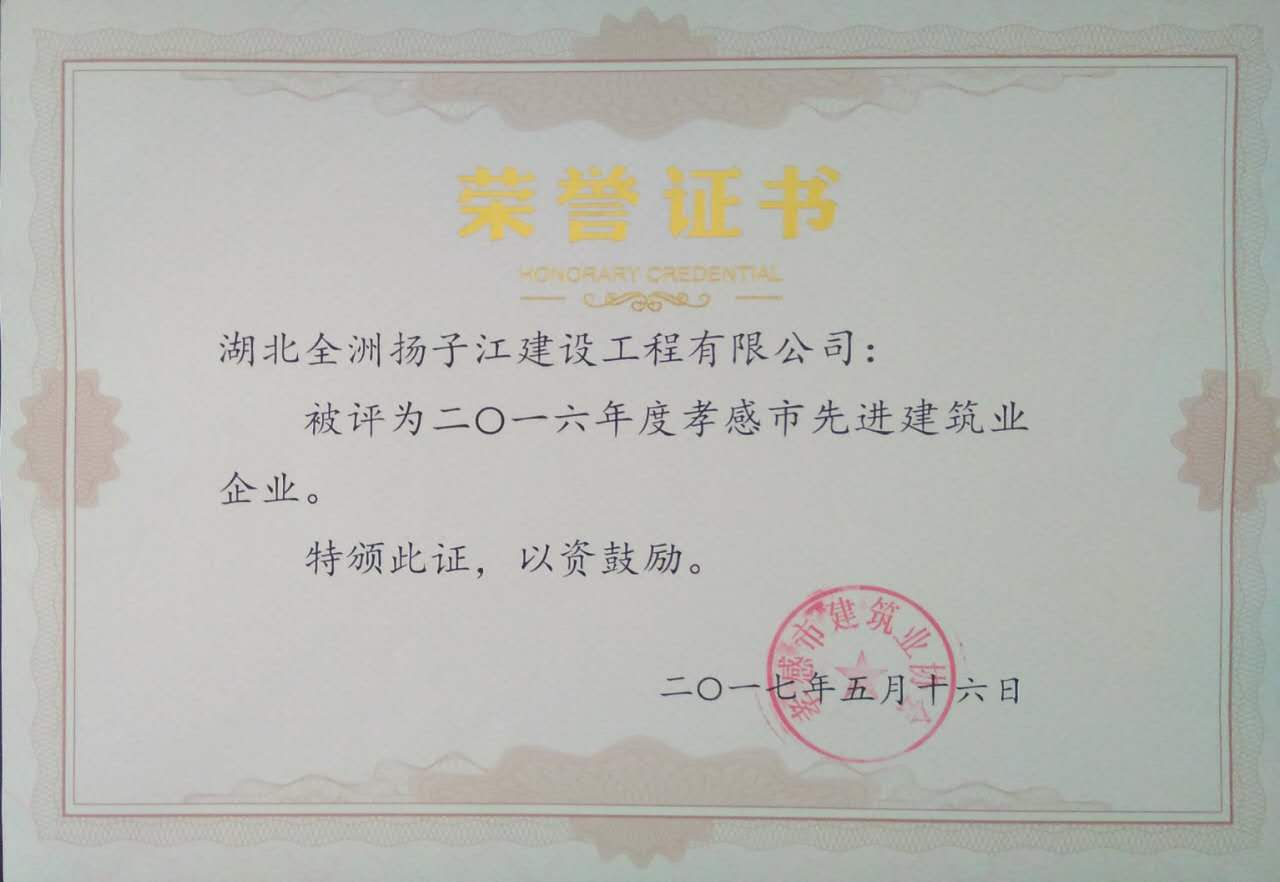 荣誉证书
HONORARY CREDENTIAL
湖北全洲扬子江建设工程有限公司：
被评为二〇一六年度孝感市先进建筑业
企业。
特颁此证，以资鼓励。
孝感市建筑业协会
二〇一七年五月十六日